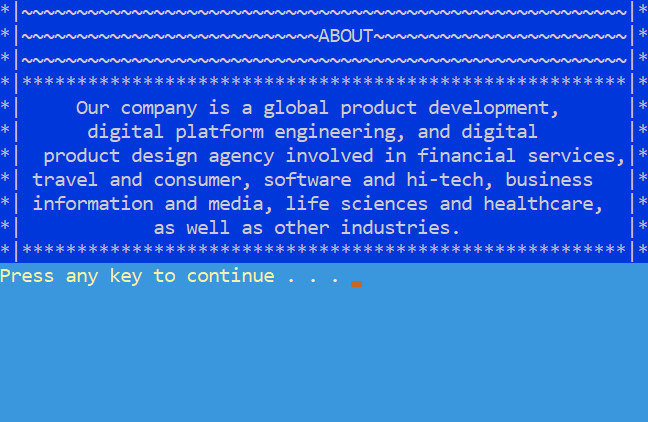 *|~~~~~~~~~~~~~~~~~~~~~~~~~~~~~~~~~~~~~~~~~~~~~~~~~~~~~~~|*
*|~~~~~~~~~~~~~~~~~~~~~~~~~~~ABOUT~~~~~~~~~~~~~~~~~~~~~~~|*
*|~~~~~~~~~~~~~~~~~~~~~~~~~~~~~~~~~~~~~~~~~~~~~~~~~~~~~~~|*
*|*******************************************************|*
*|     Our company is a global product development,      |*
*|      digital platform engineering, and digital        |*
*|  product design agency involved in financial services,|*
*| travel and consumer, software and hi-tech, business   |*
*| information and media, life sciences and healthcare,  |*
*|            as well as other industries.               |*
*|*******************************************************|*
Press any key to continue . . .